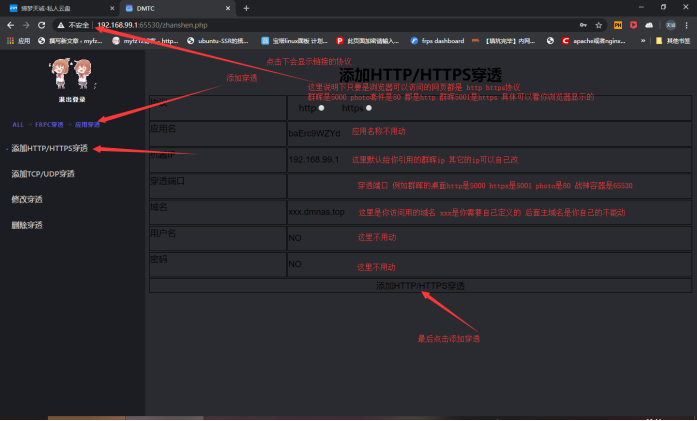 烟梦天诚-私人云盘
DMTC
不安全
192.168.99.1:65530/zhanshen.php
应用
撰写新文章 ‹ myfz...
myfz10博客 – http...
ubuntu-SSR的搭...
宝塔linux面板 计划...
此页面加密请输入...
frps dashboard
【填坑完毕】内网...
apache或者nginx...
其他书签
点击下会显示链接的协议
添加HTTP/HTTPS穿透
添加穿透
这里说明下只要是浏览器可以访问的网页都是 http https协议
群晖是5000 photo套件是80 都是http 群晖5001是https 具体可以看你浏览器显示的
退出登录
http
https
ALL → FRPC穿透 → 应用穿透
应用名
baErc9WZYd
应用名称不用动
- 添加HTTP/HTTPS穿透
192.168.99.1
这里默认给你引用的群晖ip 其它的ip可以自己改
添加TCP/UDP穿透
穿透端口
穿透端口 例如群晖的桌面http是5000 https是5001 photo是80 战神容器是65530
修改穿透
域名
xxx.dmnas.top
这里是你访问用的域名 xxx是你需要自己定义的 后面主域名是你自己的不能动
删除穿透
用户名
NO
这里不用动
密码
NO
这里不用动
添加HTTP/HTTPS穿透
最后点击添加穿透